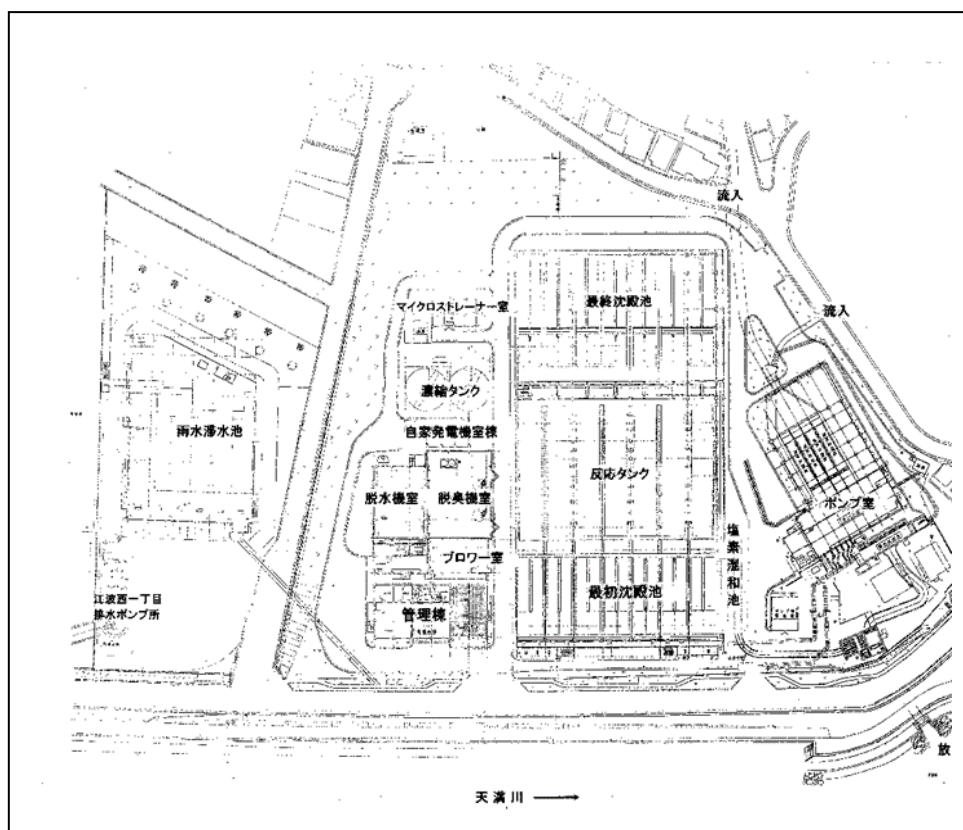 流入
マイクロストレーナー室
最終沈殿池
流入
濃縮タンク
雨水滞水池
自家発電機室棟
脱水機室
脱臭機室
反応タンク
ポンプ室
塩素混和池
ブロワー室
江波西一丁目
排水ポンプ所
管理棟
最初沈殿池
放
天満川